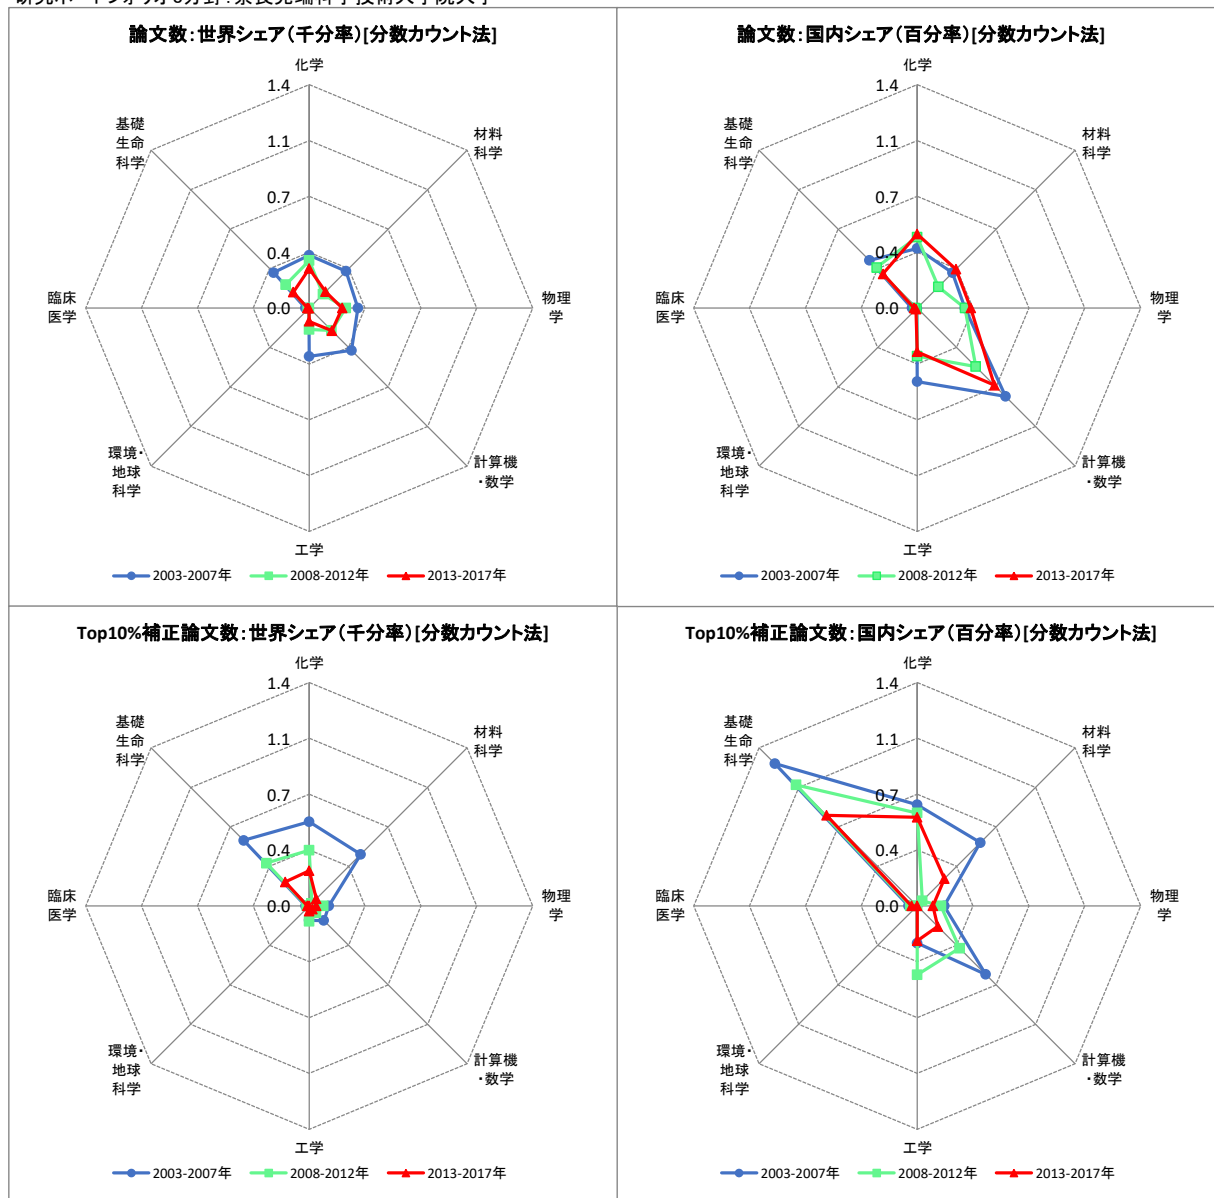 論文数：世界シェア（千分率）[分数カウント法]
化学
1.4
1.1
0.7
0.4
0.0
材料
科学
物理
学
計算機
・数学
工学
環境・
地球
科学
臨床
医学
基礎
生命
科学
2003-2007年 2008-2012年 2013-2017年
論文数：国内シェア（百分率）[分数カウント法]
化学
1.4
1.1
0.7
0.4
0.0
材料
科学
物理
学
計算機
・数学
工学
環境・
地球
科学
臨床
医学
基礎
生命
科学
2003-2007年 2008-2012年 2013-2017年
Top10%補正論文数：世界シェア（千分率）[分数カウント法]
化学
1.4
1.1
0.7
0.4
0.0
材料
科学
物理
学
計算機
・数学
工学
環境・
地球
科学
臨床
医学
基礎
生命
科学
2003-2007年 2008-2012年 2013-2017年
Top10%補正論文数：国内シェア（百分率）[分数カウント法]
化学
1.4
1.1
0.7
0.4
0.0
材料
科学
物理
学
計算機
・数学
工学
環境・
地球
科学
臨床
医学
基礎
生命
科学
2003-2007年 2008-2012年 2013-2017年